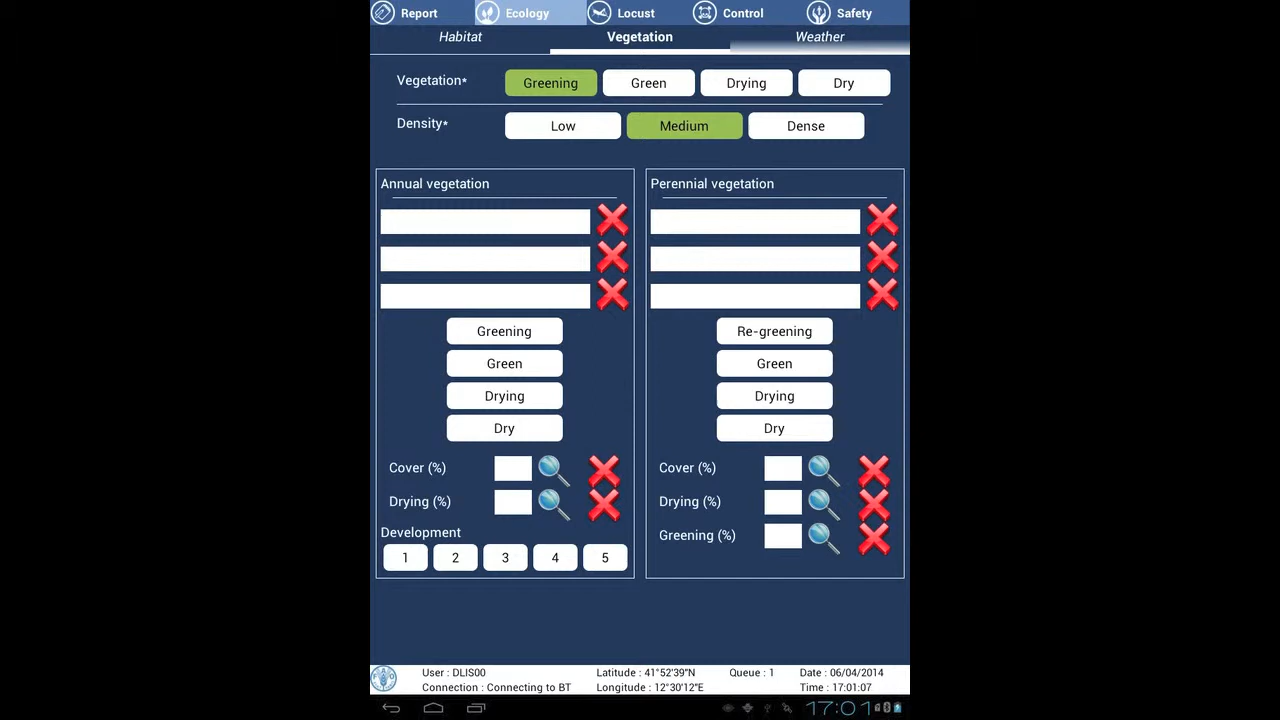 Report Ecology Locust Control Safety
Habitat Vegetation Weather
Vegetation* Greening Green Drying Dry
Density* Low Medium Dense
Annual vegetation
Greening
Green
Drying
Dry
Cover (%)
Drying (%)
Development
1 2 3 4 5
Perennial vegetation
Re-greening
Green
Drying
Dry
Cover (%)
Drying (%)
Greening (%)
User : DLIS00 Latitude : 41°52'39"N Queue : 1 Date : 06/04/2014
Connection : Connecting to BT Longitude : 12°30'12"E Time : 17:01:07
17:01